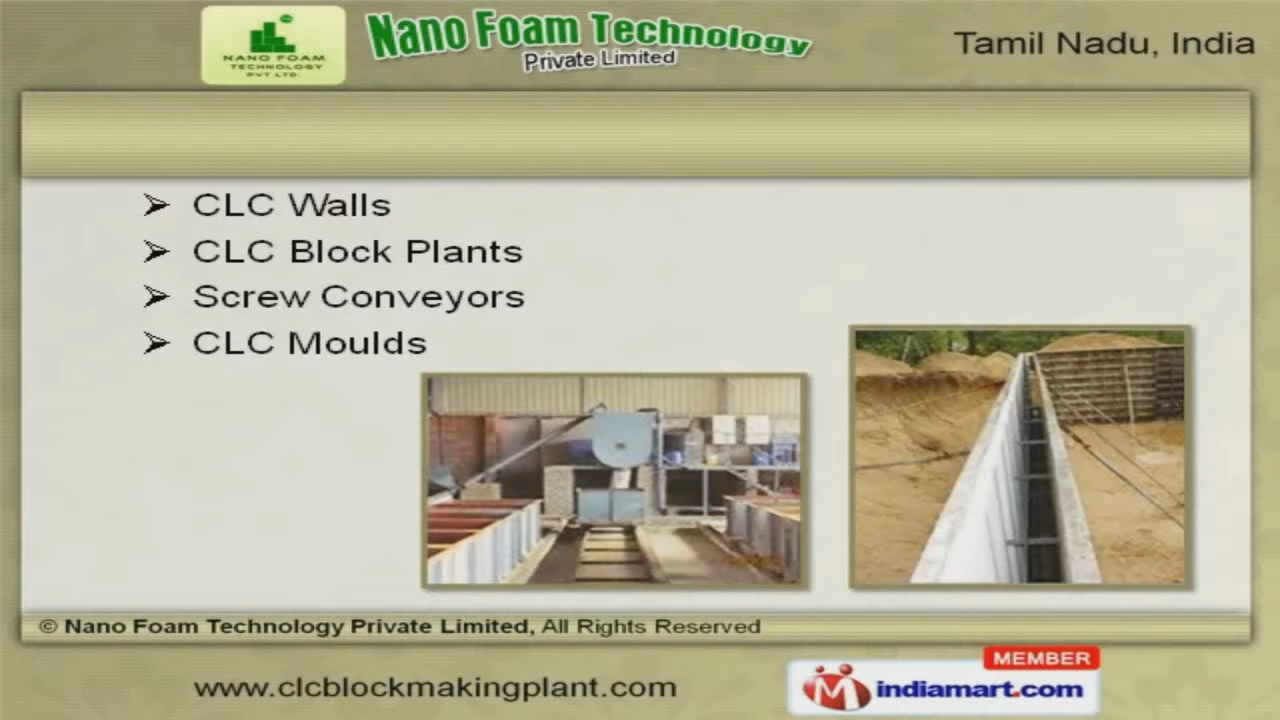 NANO FOAM
TECHNOLOGY
PVT LTD.
Nano Foam Technology
Private Limited
Tamil Nadu, India
➢ CLC Walls
➢ CLC Block Plants
➢ Screw Conveyors
➢ CLC Moulds
© Nano Foam Technology Private Limited, All Rights Reserved
www.clcblockmakingplant.com
MEMBER
indiamart.com